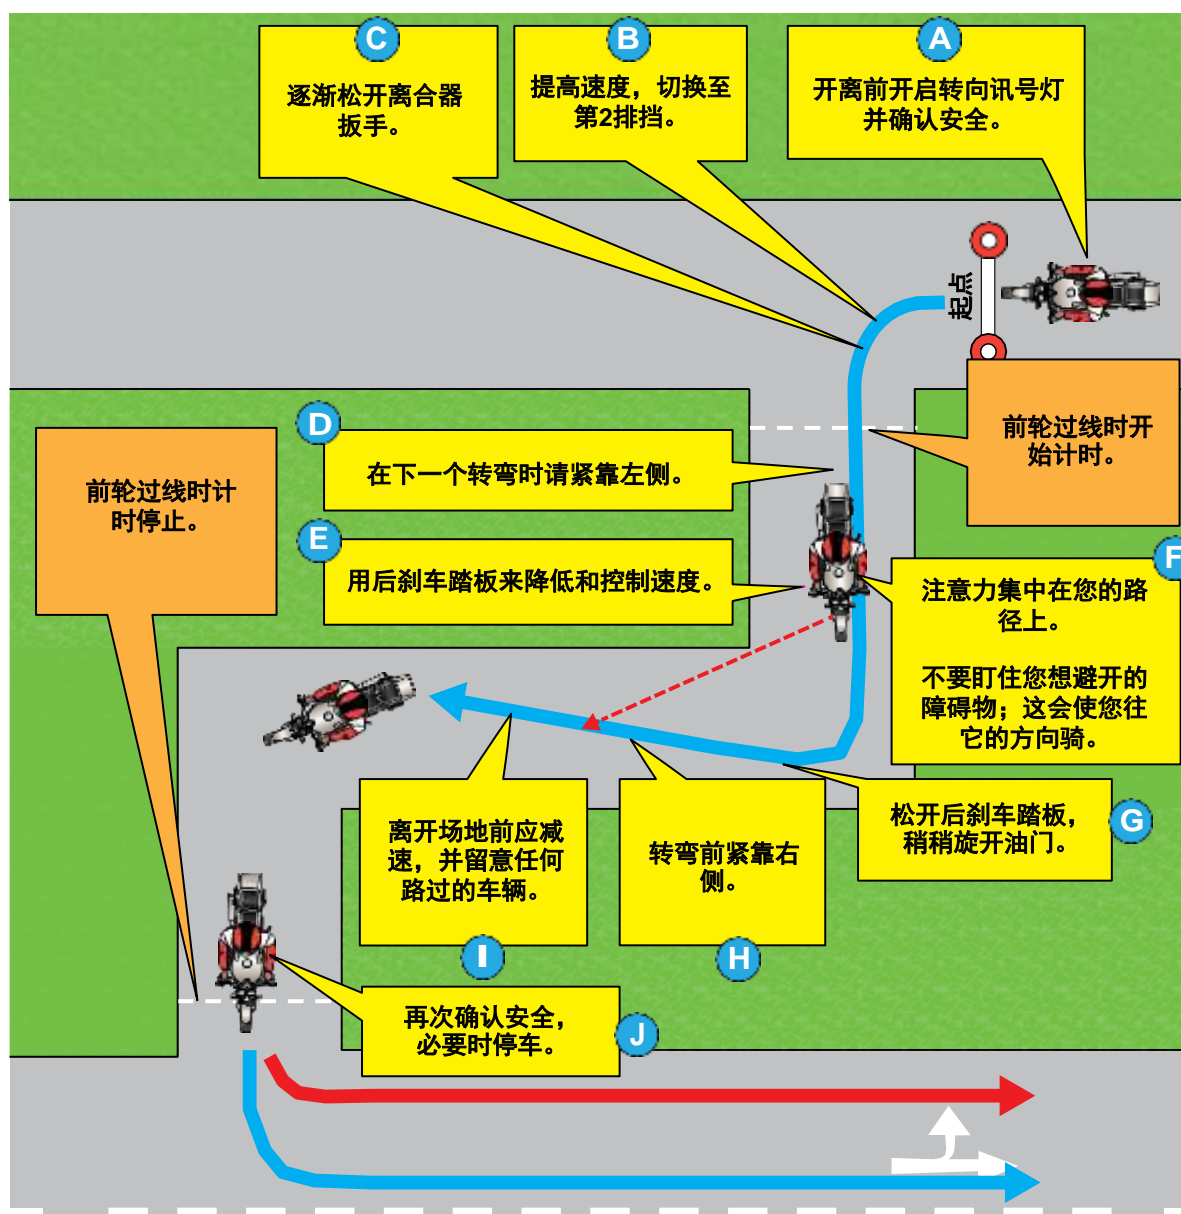 C
逐渐松开离合器
扳手。
B
提高速度，切换至
第2排挡。
A
开离前开启转向讯号灯
并确认安全。
起点
前轮过线时开
始计时。
D
在下一个转弯时请紧靠左侧。
前轮过线时计
时停止。
E
用后刹车踏板来降低和控制速度。
F
注意力集中在您的路
径上。
不要盯住您想避开的
障碍物；这会使您往
它的方向骑。
离开场地前应减
速，并留意任何
路过的车辆。
I
转弯前紧靠右
侧。
H
松开后刹车踏板，
稍稍旋开油门。
G
再次确认安全，
必要时停车。
J